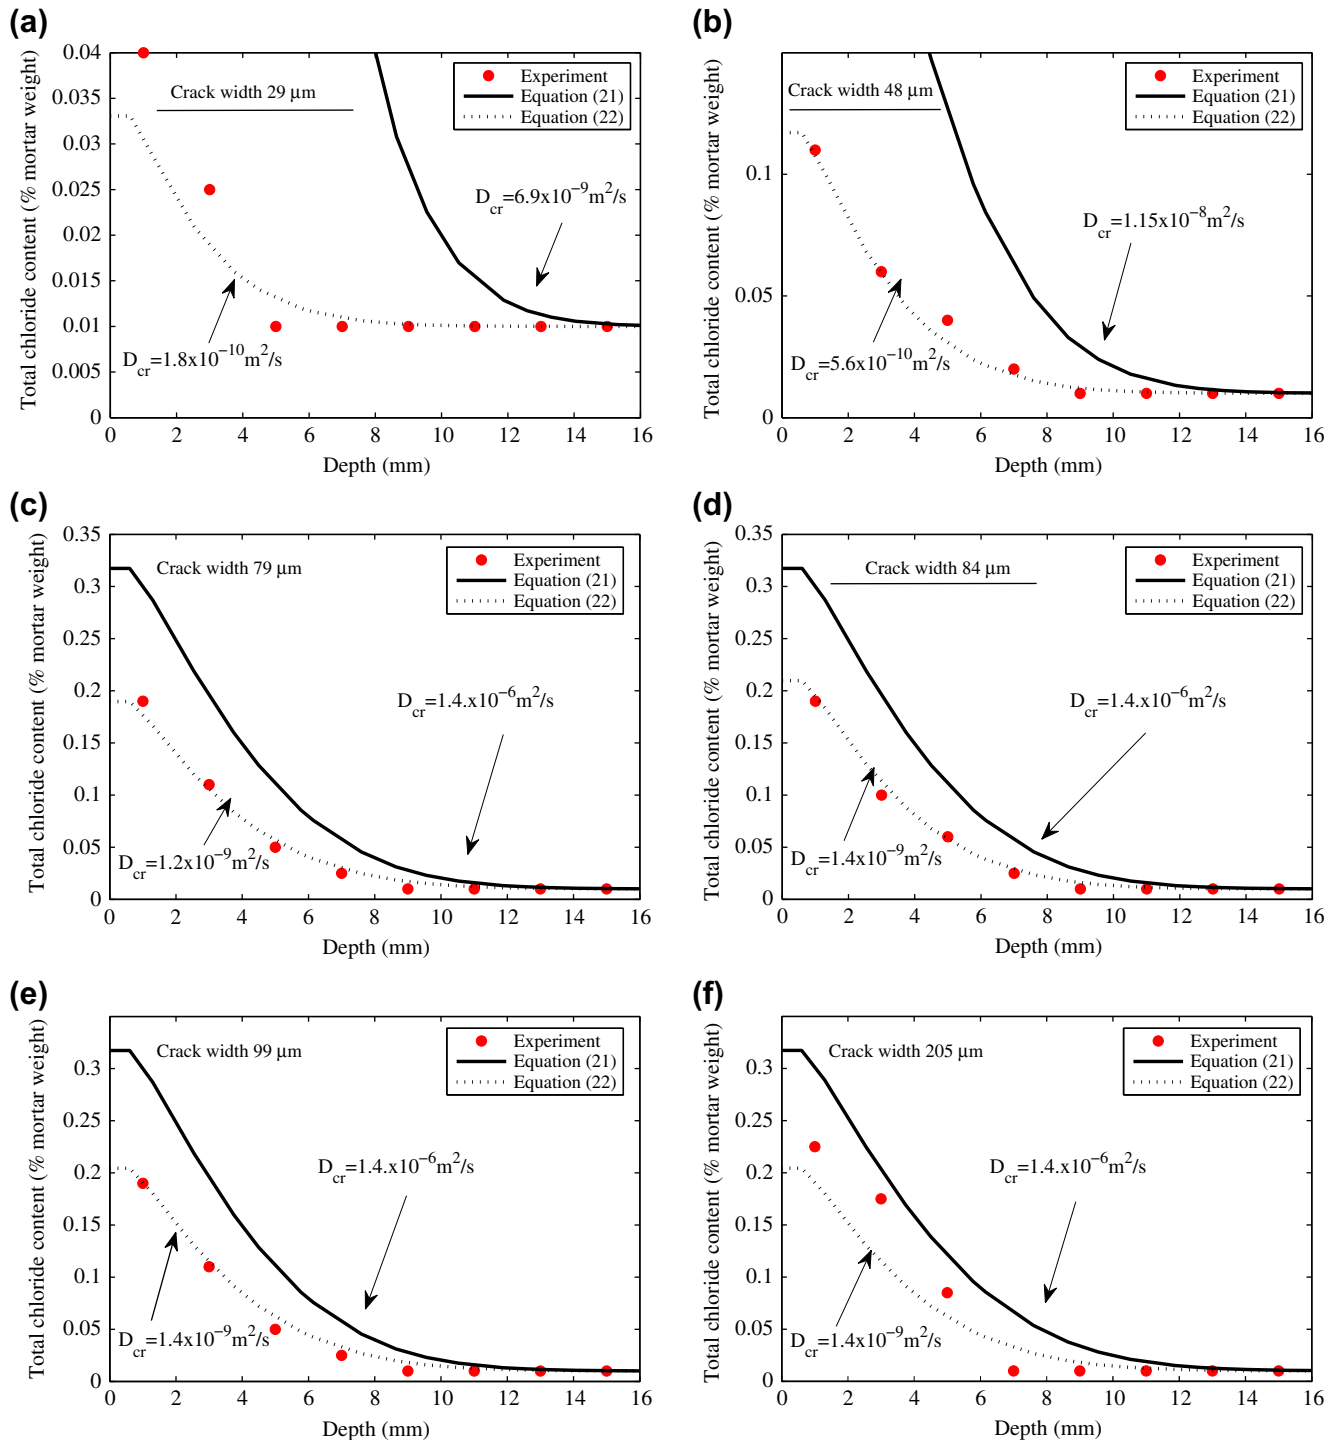 (a)
Total chloride content (% mortar weight)
0.04
0.035
0.03
0.025
0.02
0.015
0.01
0.005
0
Crack width 29 μm
Experiment
Equation (21)
Equation (22)
D_cr=6.9x10^−9 m^2/s
D_cr=1.8x10^−10 m^2/s
0 2 4 6 8 10 12 14 16
Depth (mm)
(b)
Total chloride content (% mortar weight)
0.1
0.05
0
Crack width 48 μm
Experiment
Equation (21)
Equation (22)
D_cr=1.15x10^−8 m^2/s
D_cr=5.6x10^−10 m^2/s
0 2 4 6 8 10 12 14 16
Depth (mm)
(c)
Total chloride content (% mortar weight)
0.35
0.3
0.25
0.2
0.15
0.1
0.05
0
Crack width 79 μm
Experiment
Equation (21)
Equation (22)
D_cr=1.4.x10^−6 m^2/s
D_cr=1.2x10^−9 m^2/s
0 2 4 6 8 10 12 14 16
Depth (mm)
(d)
Total chloride content (% mortar weight)
0.35
0.3
0.25
0.2
0.15
0.1
0.05
0
Crack width 84 μm
Experiment
Equation (21)
Equation (22)
D_cr=1.4.x10^−6 m^2/s
D_cr=1.4x10^−9 m^2/s
0 2 4 6 8 10 12 14 16
Depth (mm)
(e)
Total chloride content (% mortar weight)
0.3
0.25
0.2
0.15
0.1
0.05
0
Crack width 99 μm
Experiment
Equation (21)
Equation (22)
D_cr=1.4.x10^−6 m^2/s
D_cr=1.4x10^−9 m^2/s
0 2 4 6 8 10 12 14 16
Depth (mm)
(f)
Total chloride content (% mortar weight)
0.3
0.25
0.2
0.15
0.1
0.05
0
Crack width 205 μm
Experiment
Equation (21)
Equation (22)
D_cr=1.4.x10^−6 m^2/s
D_cr=1.4x10^−9 m^2/s
0 2 4 6 8 10 12 14 16
Depth (mm)